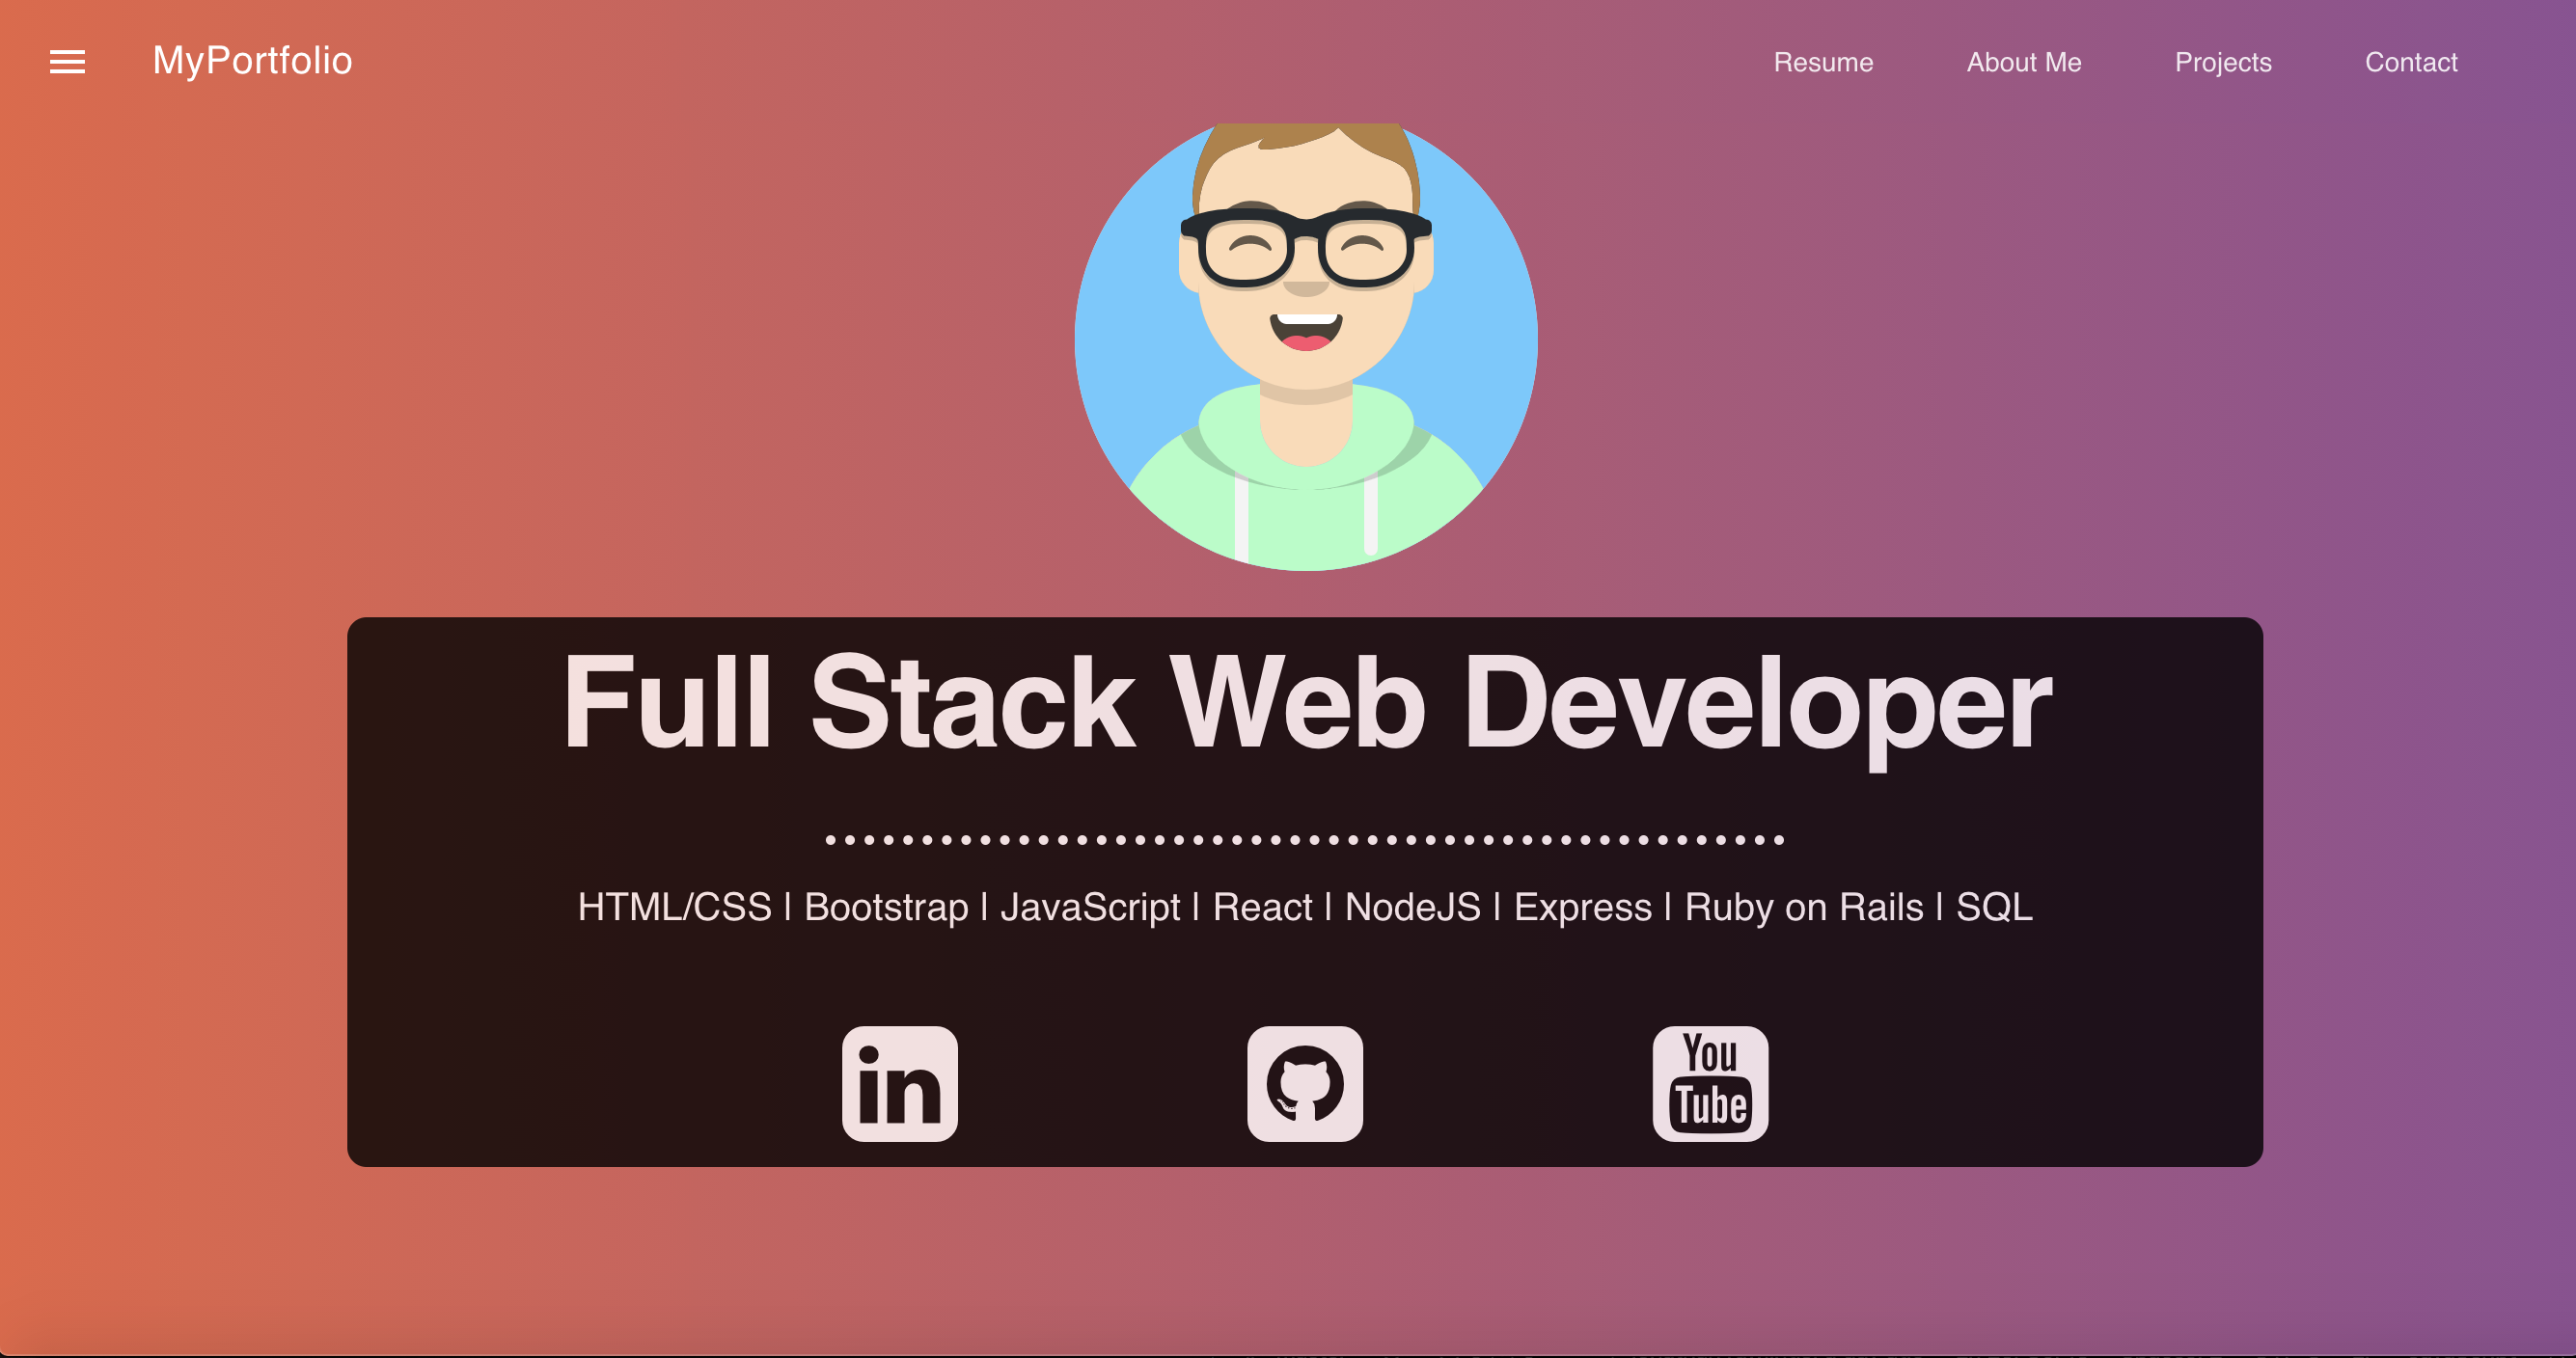 MyPortfolio
Resume
About Me
Projects
Contact
Full Stack Web Developer
HTML/CSS | Bootstrap | JavaScript | React | NodeJS | Express | Ruby on Rails | SQL
in
You
Tube